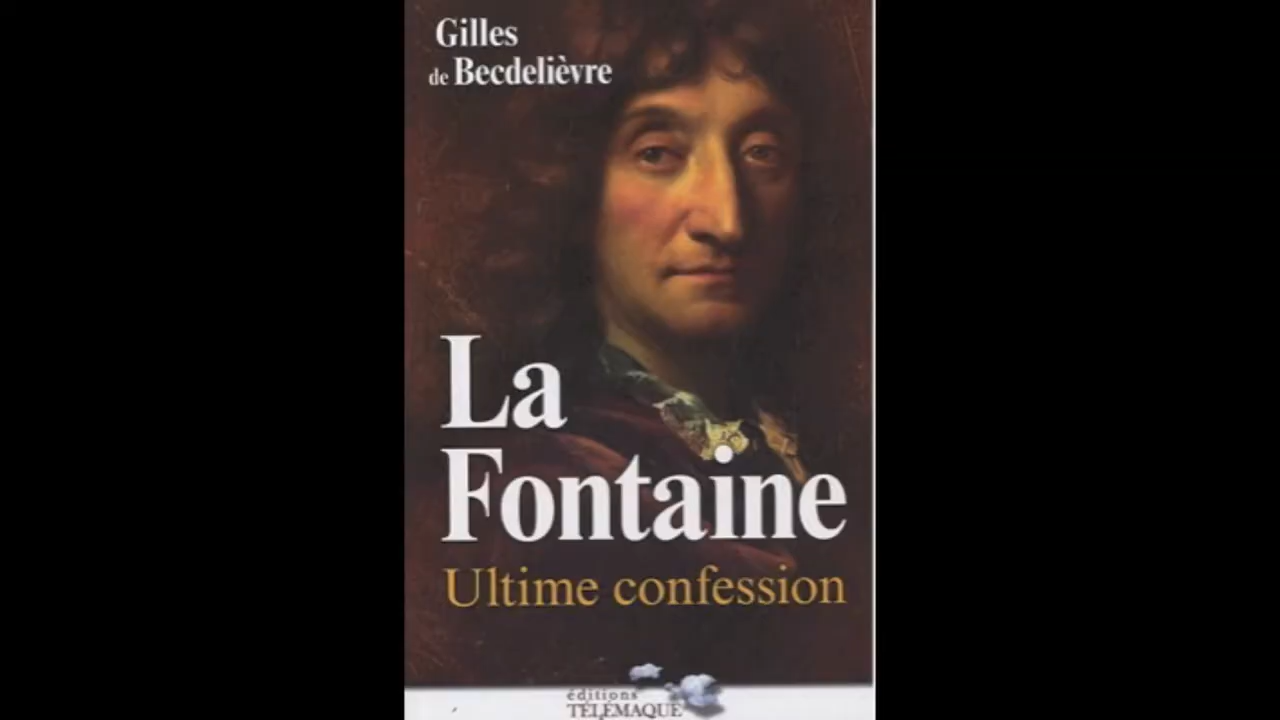 Gilles
de Becdelièvre
La
Fontaine
Ultime confession
éditions
TÉLÉMAQUE